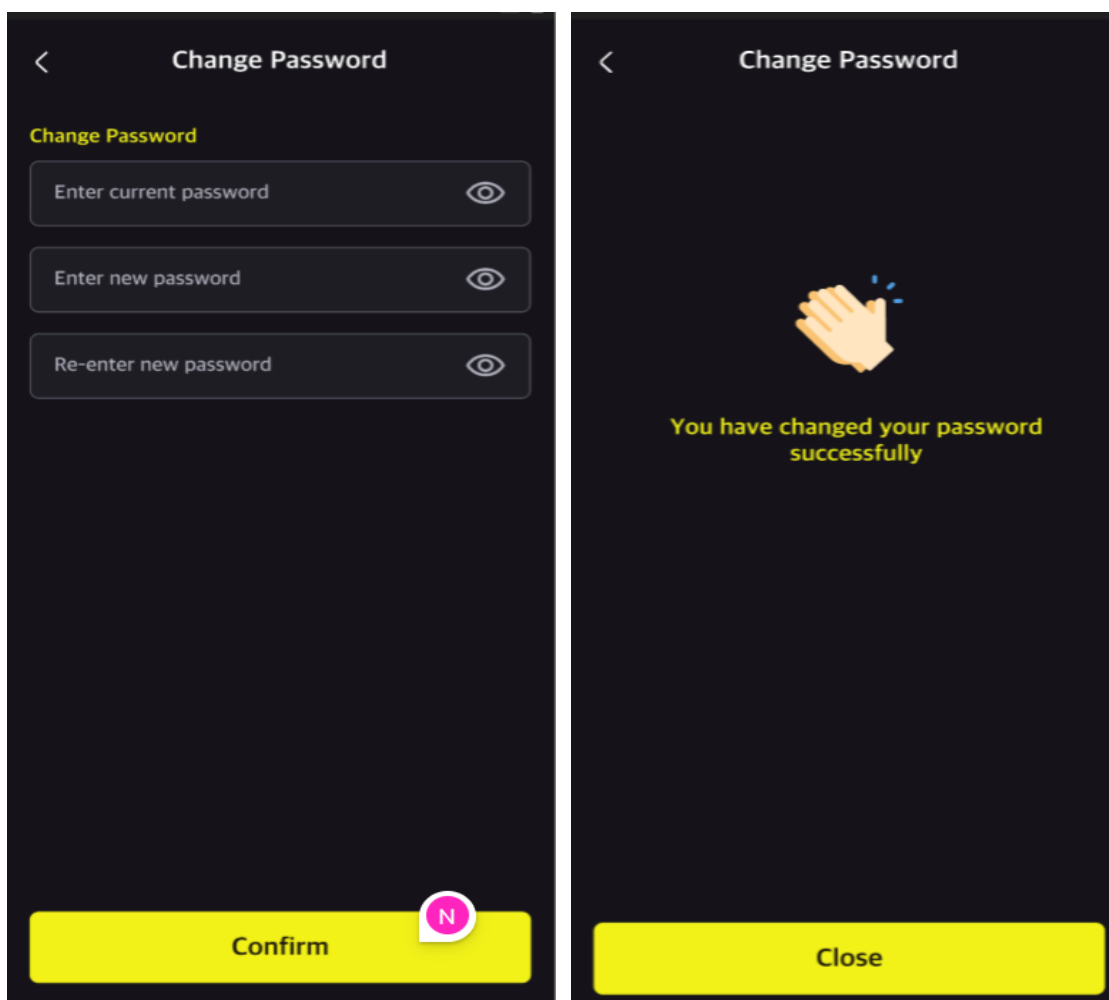 Change Password
Change Password
Enter current password
Enter new password
Re-enter new password
N
Confirm
Change Password
You have changed your password
successfully
Close